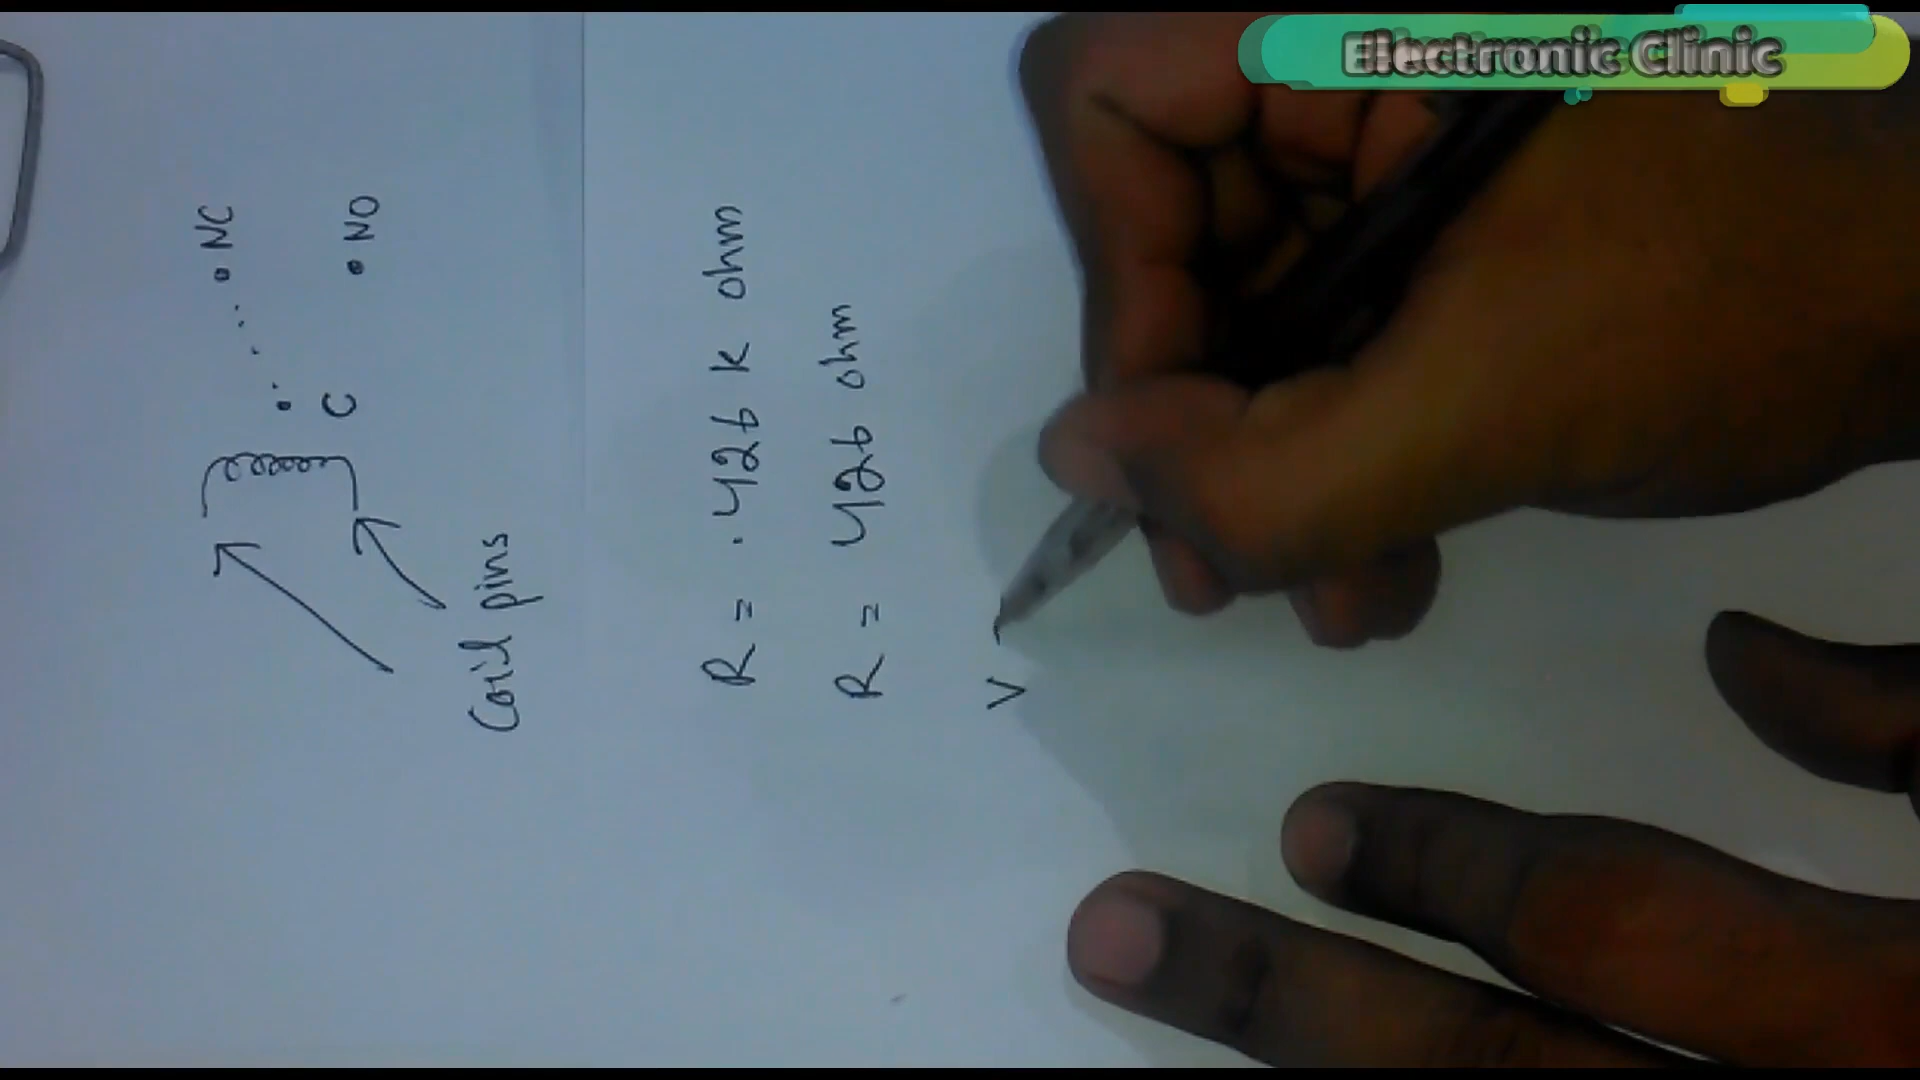 Electronic Clinic
• NC
• NO
C
Coil pins
R = .426 k ohm
R = 426 ohm
V